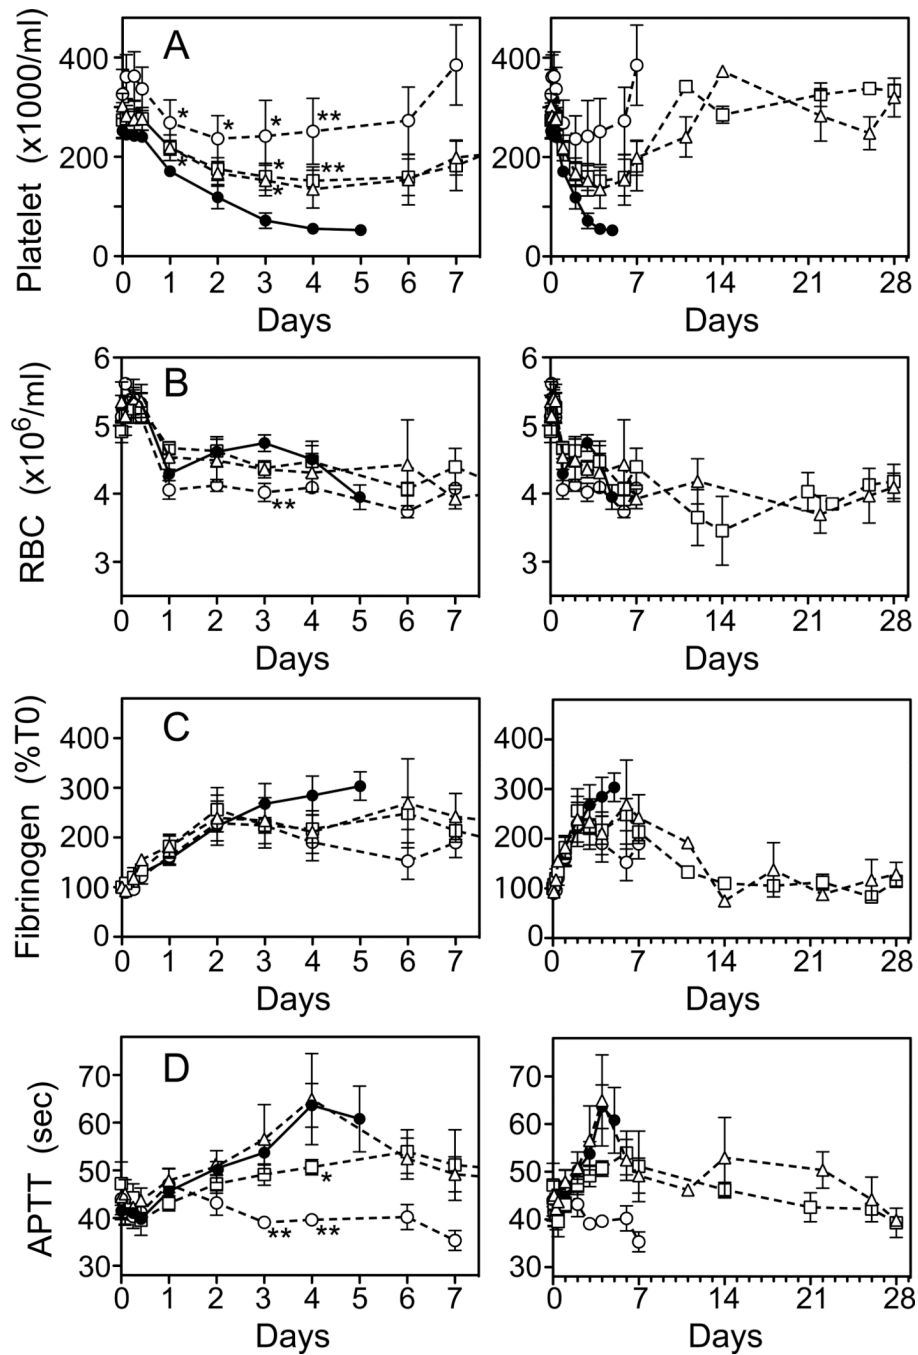 A
Platelet (x1000/ml)
400
200
0
* * * **
* **
* *
0 1 2 3 4 5 6 7
Days
400
200
0
0 7 14 21 28
Days
B
RBC (x10⁶/ml)
6
5
4
3
**
0 1 2 3 4 5 6 7
Days
6
5
4
3
0 7 14 21 28
Days
C
Fibrinogen (%T0)
400
300
200
100
0
0 1 2 3 4 5 6 7
Days
400
300
200
100
0
0 7 14 21 28
Days
D
APTT (sec)
70
60
50
40
30
*
** **
0 1 2 3 4 5 6 7
Days
70
60
50
40
30
0 7 14 21 28
Days